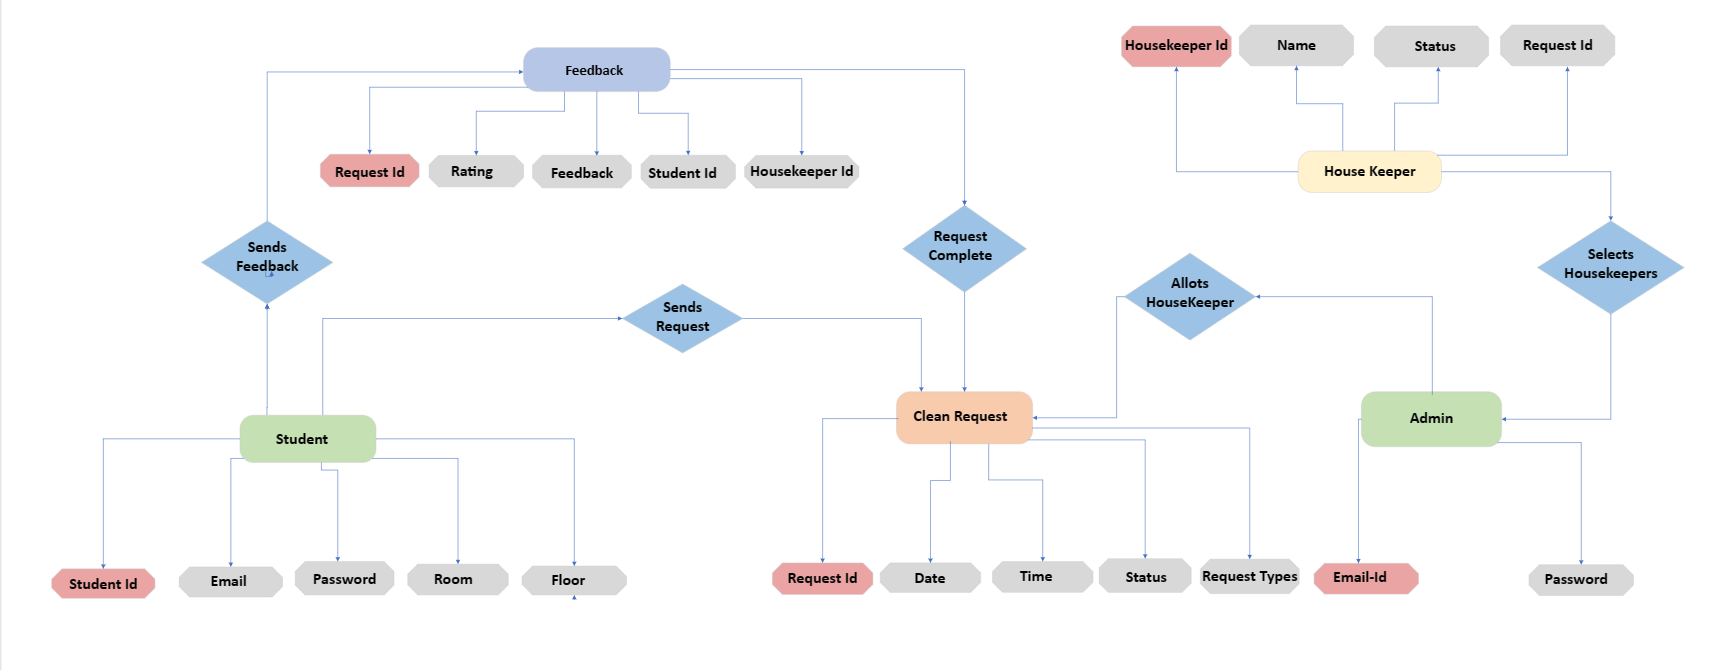 Housekeeper Id
Name
Status
Request Id
Feedback
Request Id
Rating
Feedback
Student Id
Housekeeper Id
House Keeper
Sends
Feedback
Request
Complete
Selects
Housekeepers
Allots
HouseKeeper
Sends
Request
Student
Clean Request
Admin
Student Id
Email
Password
Room
Floor
Request Id
Date
Time
Status
Request Types
Email-Id
Password